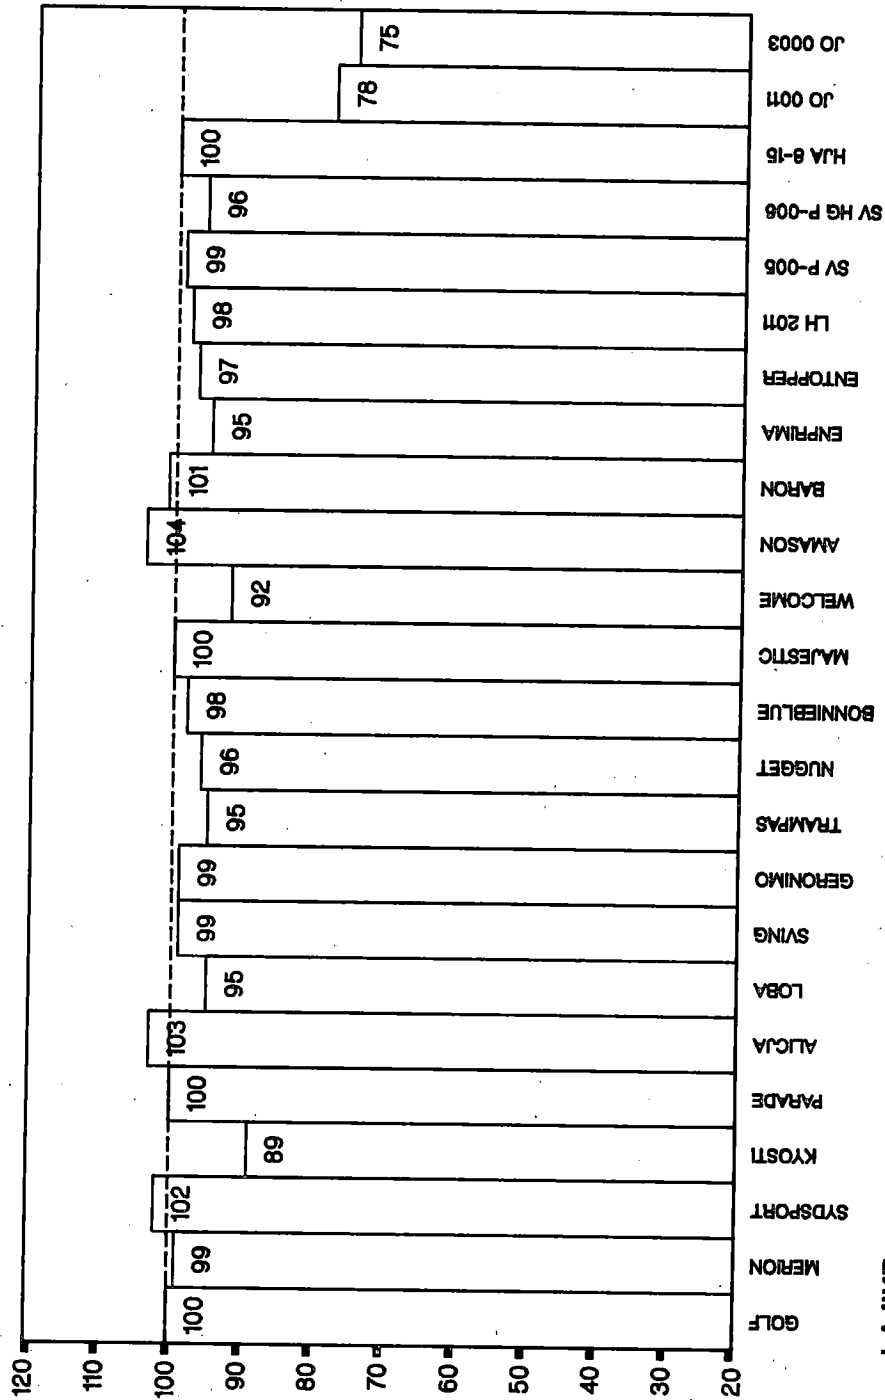 120
110
100
90
80
70
60
50
40
30
20
100
99
102
89
100
103
95
99
99
95
96
98
100
92
104
101
95
97
98
99
96
100
78
75
GOLF
MERION
SYDSPORT
KYOSTI
PARADE
ALICJA
LOBA
SVING
GERONIMO
TRAMPAS
NUGGET
BONNIEBLUE
MAJESTIC
WELCOME
AMASON
BARON
ENPRIMA
ENTOPPER
LH 2011
SV P-005
SV HG P-006
HJA 8-15
JO 0011
JO 0003